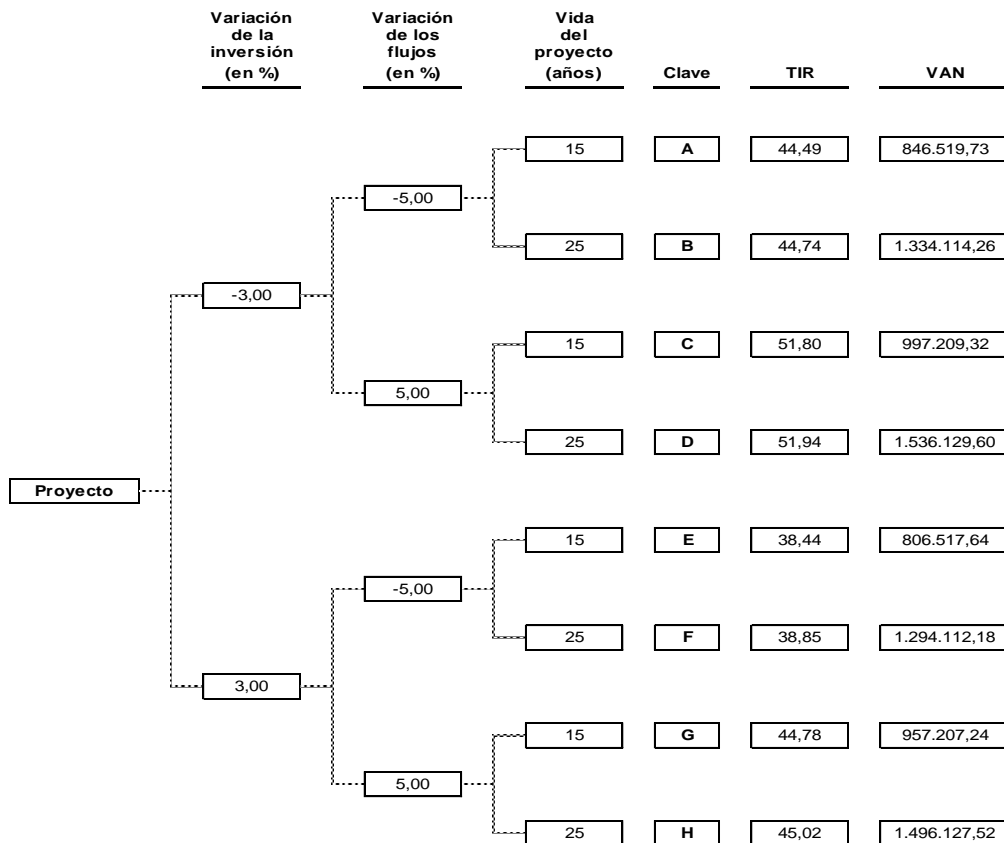 Variación Variación Vida
de la de los del
inversión flujos proyecto
(en %) (en %) (años) Clave TIR VAN
15 A 44,49 846.519,73
-5,00
25 B 44,74 1.334.114,26
-3,00
15 C 51,80 997.209,32
5,00
25 D 51,94 1.536.129,60
Proyecto
15 E 38,44 806.517,64
-5,00
25 F 38,85 1.294.112,18
3,00
15 G 44,78 957.207,24
5,00
25 H 45,02 1.496.127,52